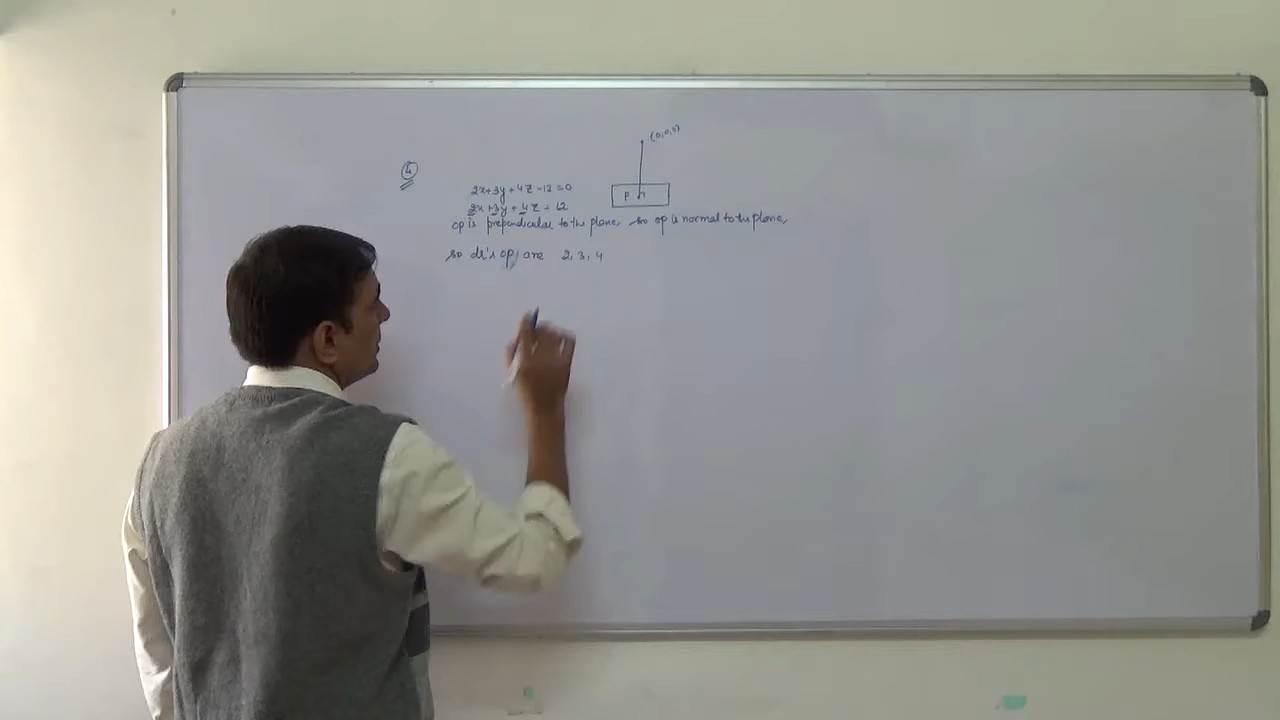 (0,0,0)
4
2x+3y+4z-12=0
P
2x+3y+4z=12
op is prependicular to the plane, so op is normal to the plane,
so dr's op, are 2, 3, 4